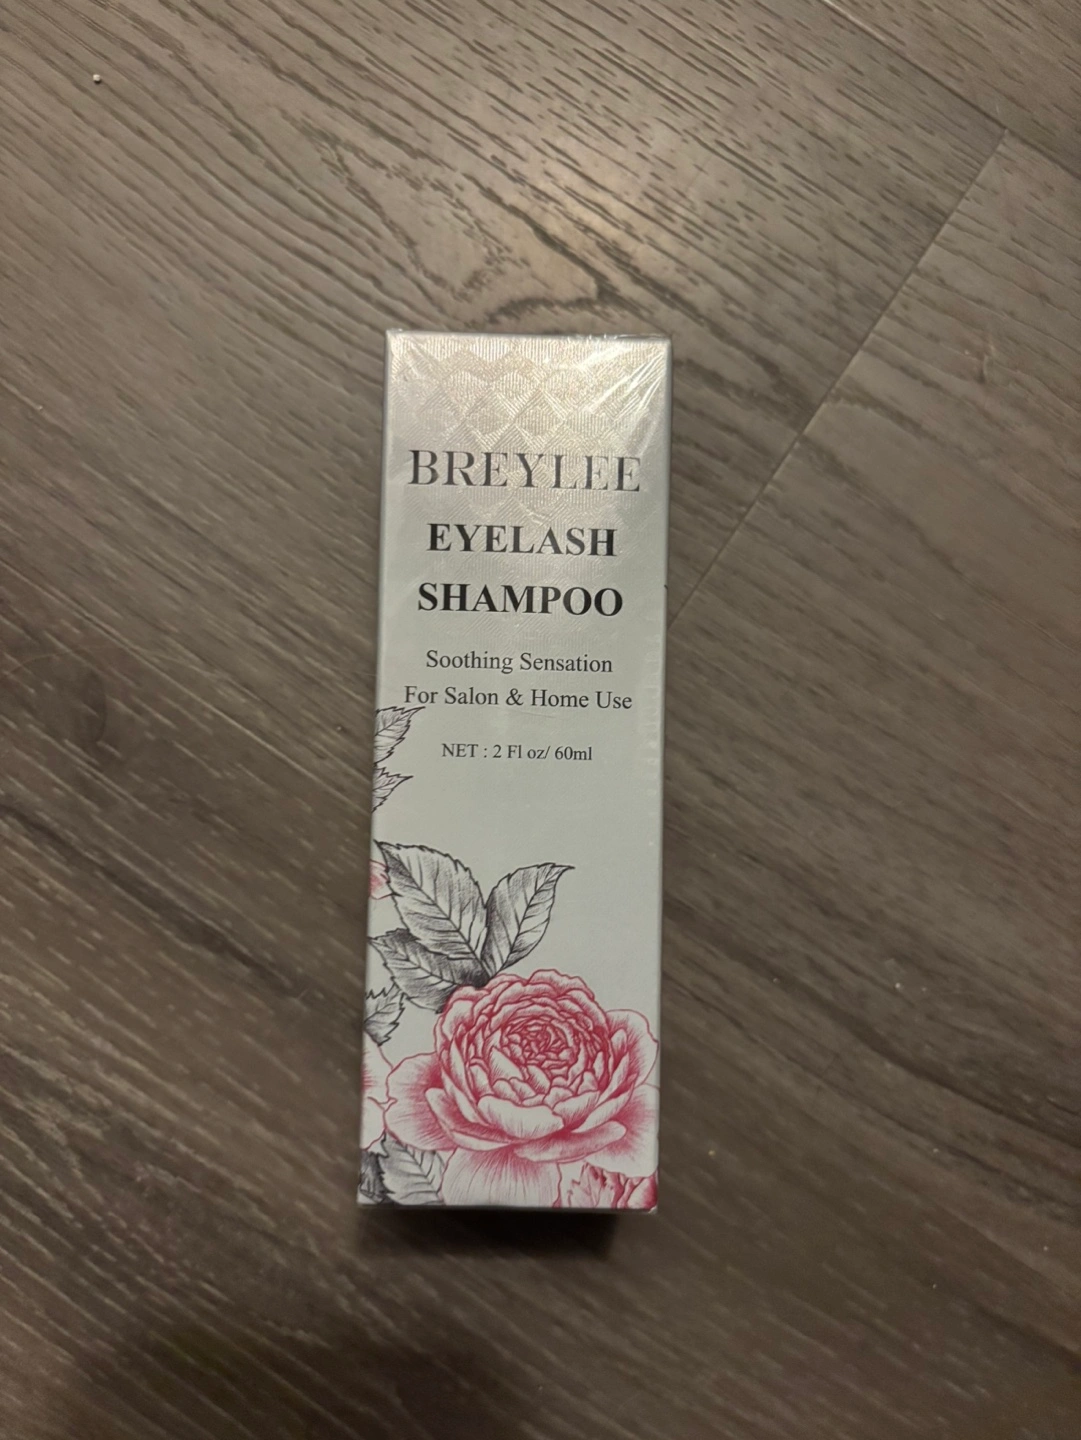 BREYLEE
EYELASH
SHAMPOO
Soothing Sensation
For Salon & Home Use
NET : 2 Fl oz/ 60ml